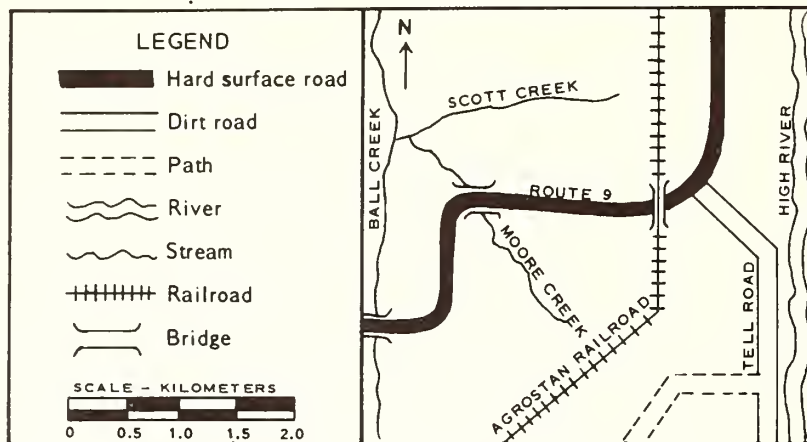 LEGEND
Hard surface road
Dirt road
Path
River
Stream
Railroad
Bridge
SCALE - KILOMETERS
0 0.5 1.0 1.5 2.0
N
SCOTT CREEK
BALL CREEK
ROUTE 9
HIGH RIVER
MOORE CREEK
TELL ROAD
AGROSTAN RAILROAD